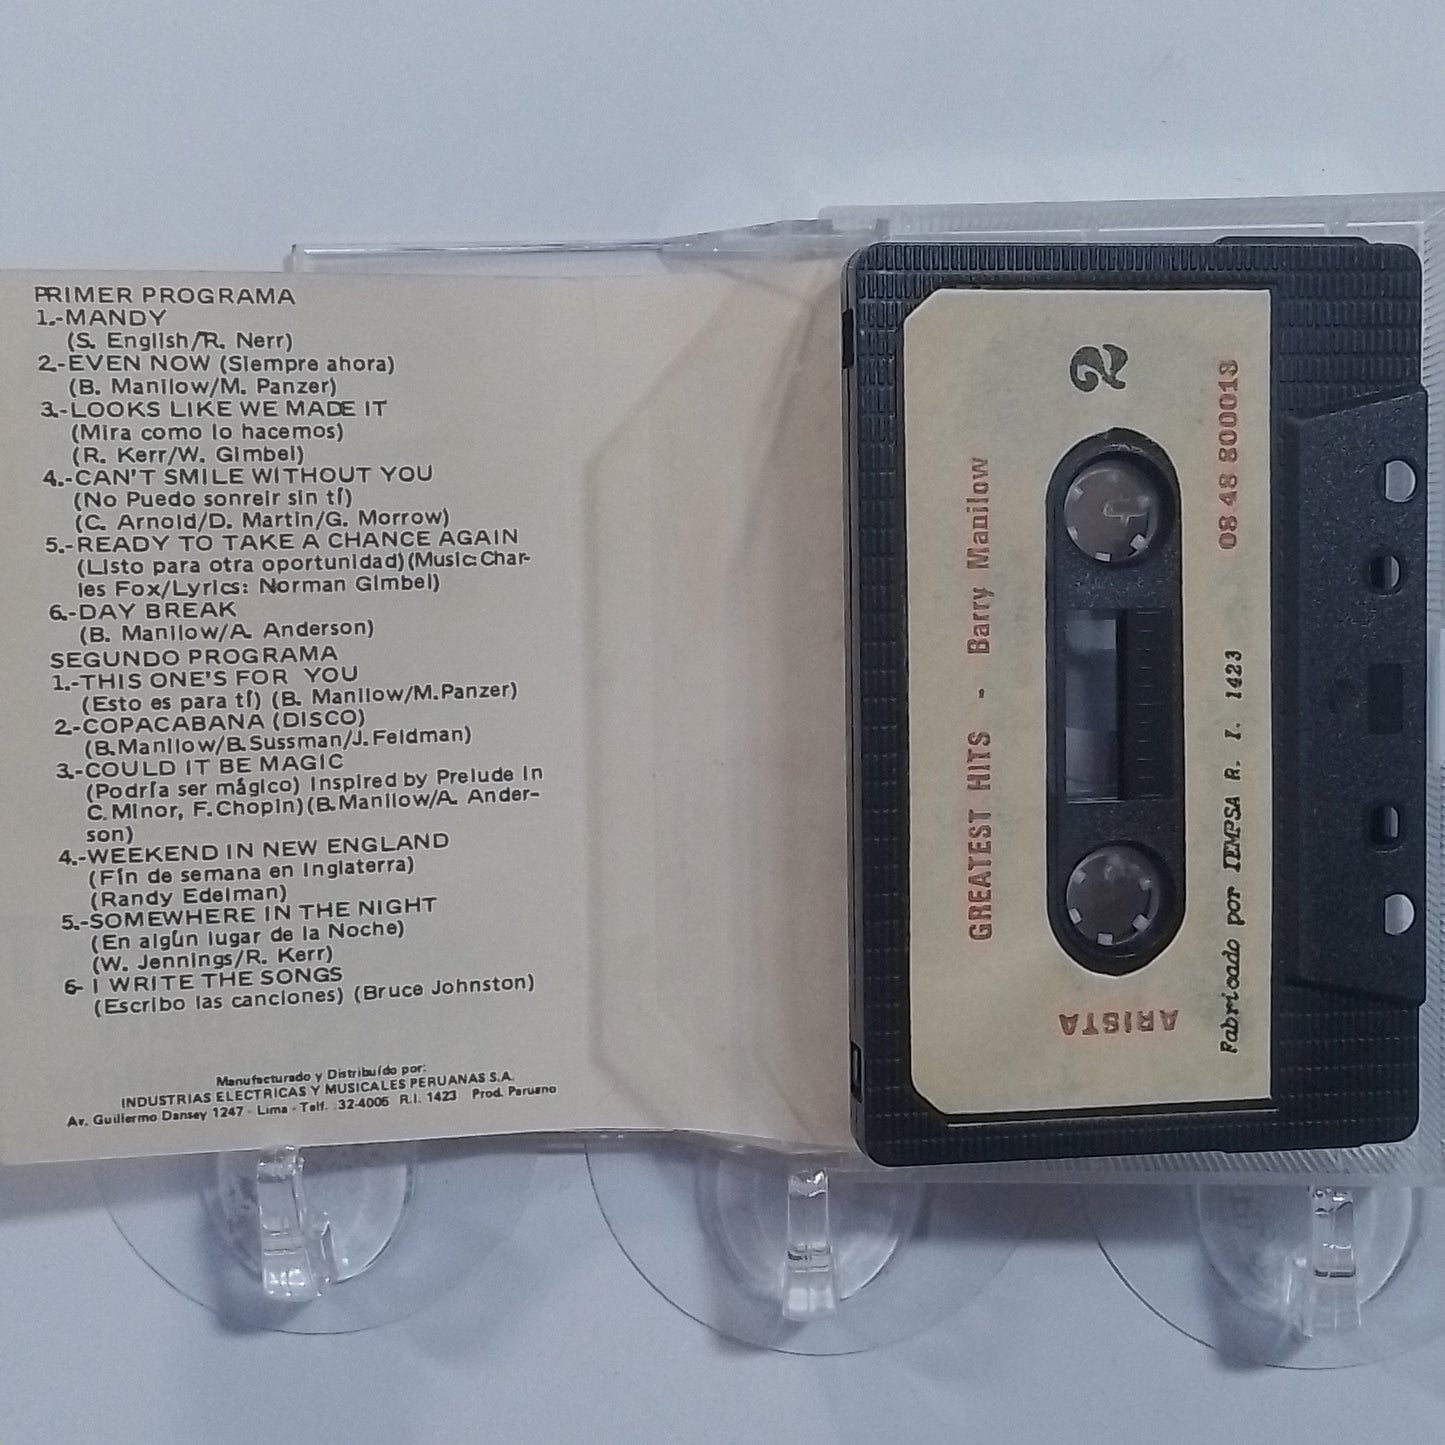 PRIMER PROGRAMA
1.-MANDY
(S. English/R. Nerr)
2.-EVEN NOW (Siempre ahora)
(B. Manilow/M. Panzer)
3.-LOOKS LIKE WE MADE IT
(Mira como lo hacemos)
(R. Kerr/W. Gimbel)
4.-CAN'T SMILE WITHOUT YOU
(No Puedo sonreir sin tí)
(C. Arnold/D. Martin/G. Morrow)
5.-READY TO TAKE A CHANCE AGAIN
(Listo para otra oportunidad)(Music:Char-
les Fox/Lyrics: Norman Gimbel)
6.-DAY BREAK
(B. Manilow/A. Anderson)
SEGUNDO PROGRAMA
1.-THIS ONE'S FOR YOU
(Esto es para tí) (B. Manilow/M.Panzer)
2.-COPACABANA (DISCO)
(B.Manilow/B.Sussman/J.Feldman)
3.-COULD IT BE MAGIC
(Podría ser mágico) Inspired by Prelude in
C.Minor, F.Chopin)(B.Manilow/A. Ander-
son)
4.-WEEKEND IN NEW ENGLAND
(Fín de semana en Inglaterra)
(Randy Edelman)
5.-SOMEWHERE IN THE NIGHT
(En algún lugar de la Noche)
(W. Jennings/R. Kerr)
6- I WRITE THE SONGS
(Escribo las canciones) (Bruce Johnston)
Manufacturado y Distribuído por:
INDUSTRIAS ELECTRICAS Y MUSICALES PERUANAS S.A.
Av. Guillermo Dansey 1247 - Lima - Telf. :32-4005 R.I. 1423 Prod. Peruano
2
GREATEST HITS - Barry Manilow
ARISTA
08 48 800013
Fabricado por IEMPSA R. I. 1423